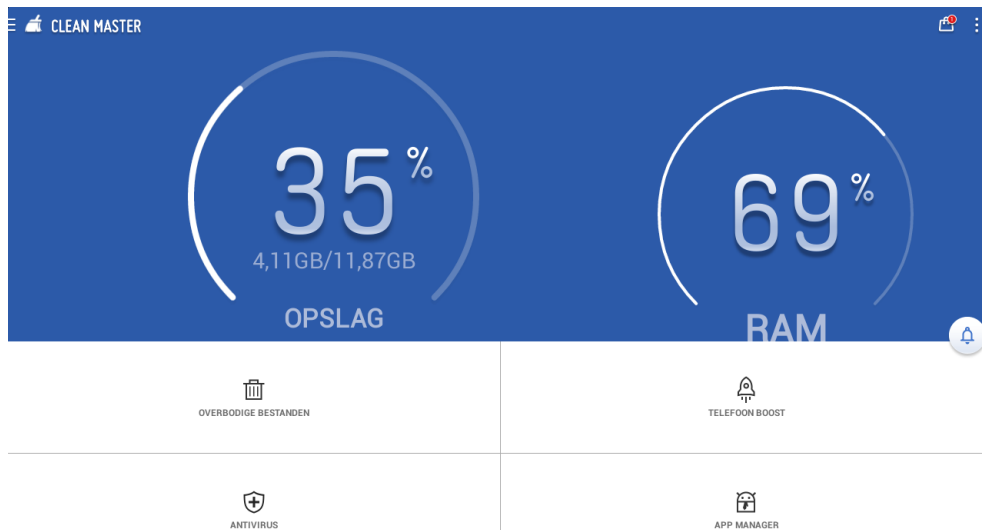 CLEAN MASTER
35%
4,11GB/11,87GB
OPSLAG
69%
RAM
OVERBODIGE BESTANDEN
TELEFOON BOOST
ANTIVIRUS
APP MANAGER